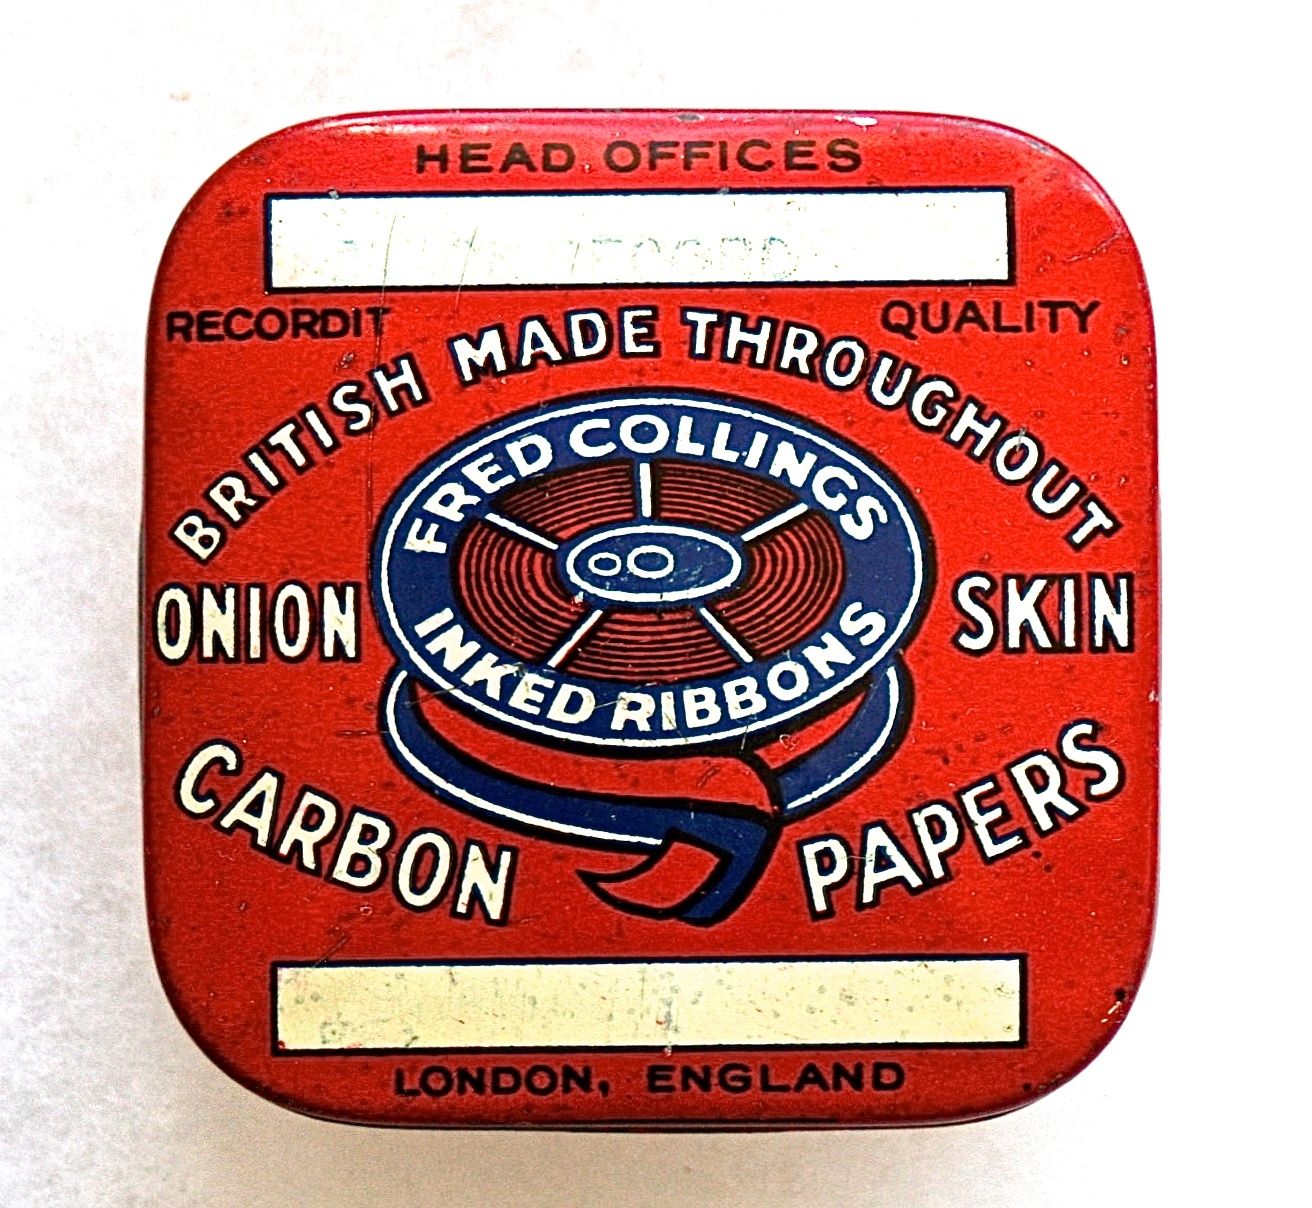 HEAD OFFICES
RECORDIT
QUALITY
BRITISH MADE THROUGHOUT
FRED COLLINGS
INKED RIBBONS
ONION
SKIN
CARBON
PAPERS
LONDON, ENGLAND